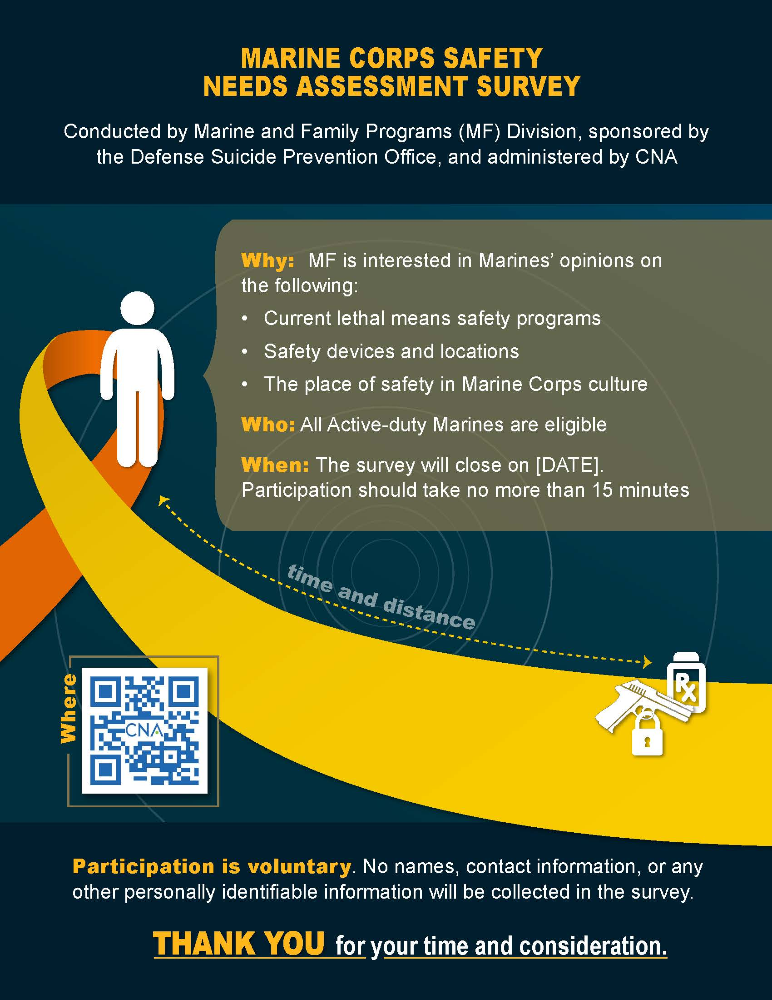 MARINE CORPS SAFETY
NEEDS ASSESSMENT SURVEY
Conducted by Marine and Family Programs (MF) Division, sponsored by
the Defense Suicide Prevention Office, and administered by CNA
Why: MF is interested in Marines’ opinions on
the following:
• Current lethal means safety programs
• Safety devices and locations
• The place of safety in Marine Corps culture
Who: All Active-duty Marines are eligible
When: The survey will close on [DATE].
Participation should take no more than 15 minutes
time and distance
Rx
Where
CNA
Participation is voluntary. No names, contact information, or any
other personally identifiable information will be collected in the survey.
THANK YOU for your time and consideration.